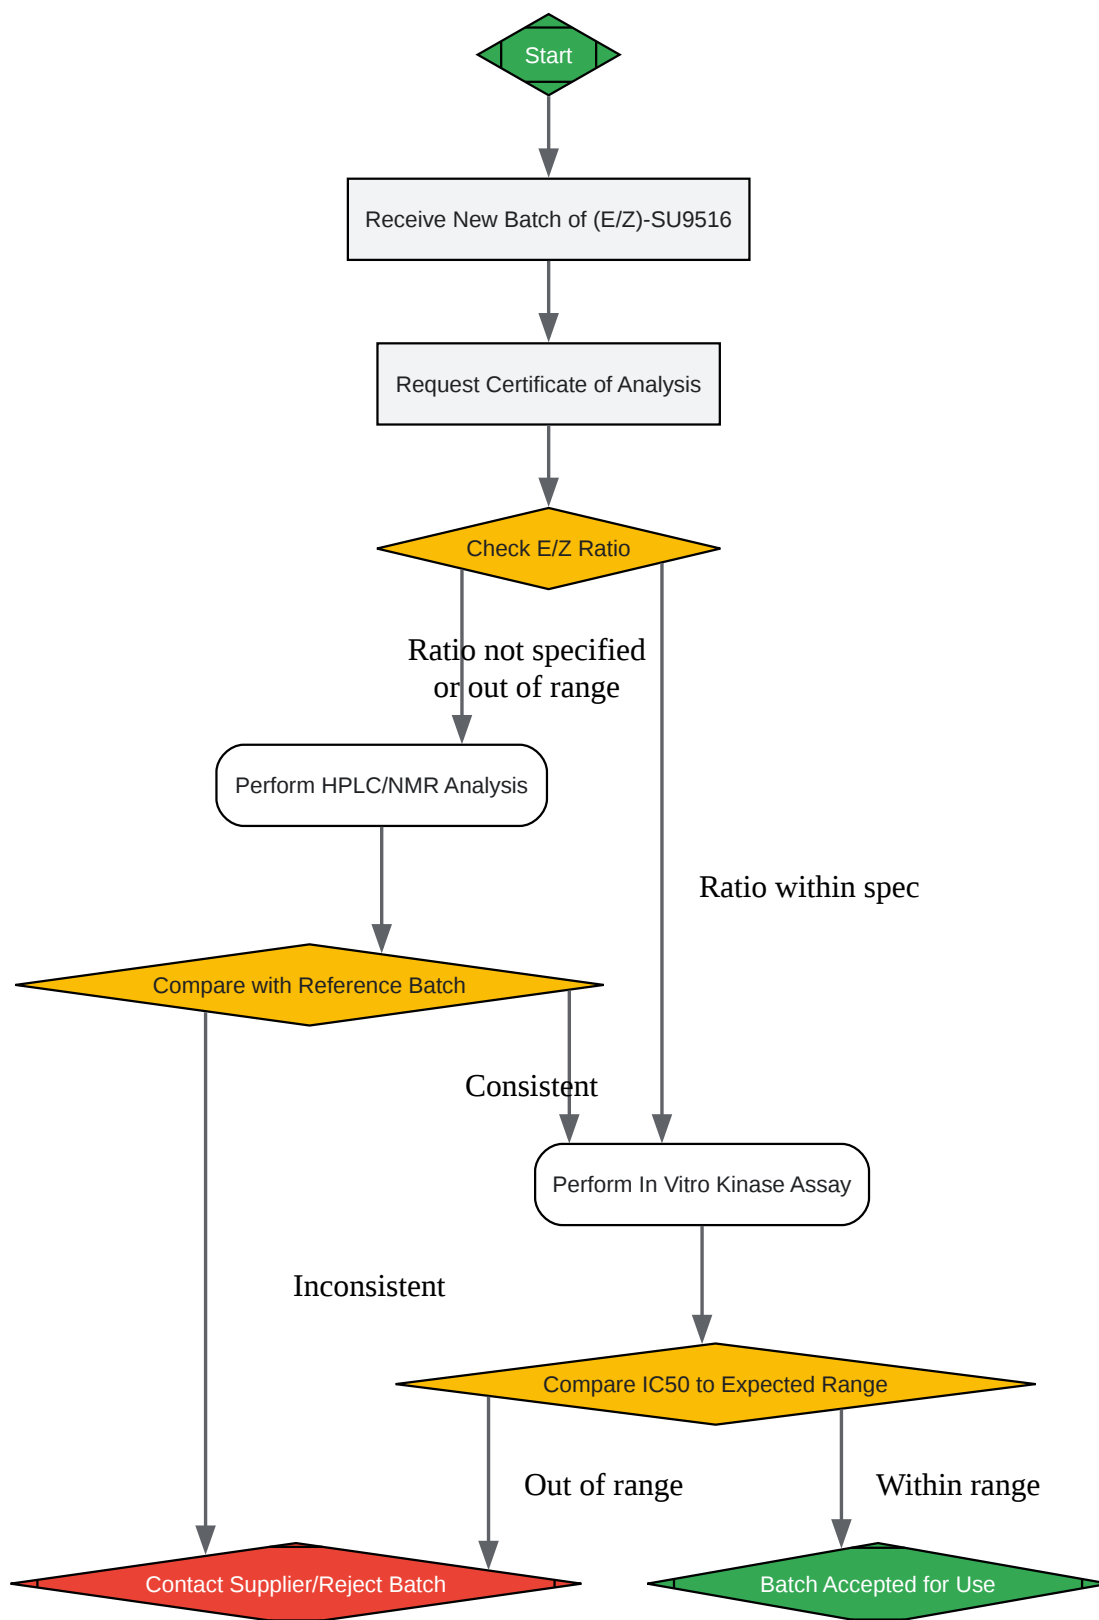 Start
Receive New Batch of (E/Z)-SU9516
Request Certificate of Analysis
Check E/Z Ratio
Ratio not specified
or out of range
Perform HPLC/NMR Analysis
Ratio within spec
Compare with Reference Batch
Consistent
Perform In Vitro Kinase Assay
Inconsistent
Compare IC50 to Expected Range
Out of range
Within range
Contact Supplier/Reject Batch
Batch Accepted for Use